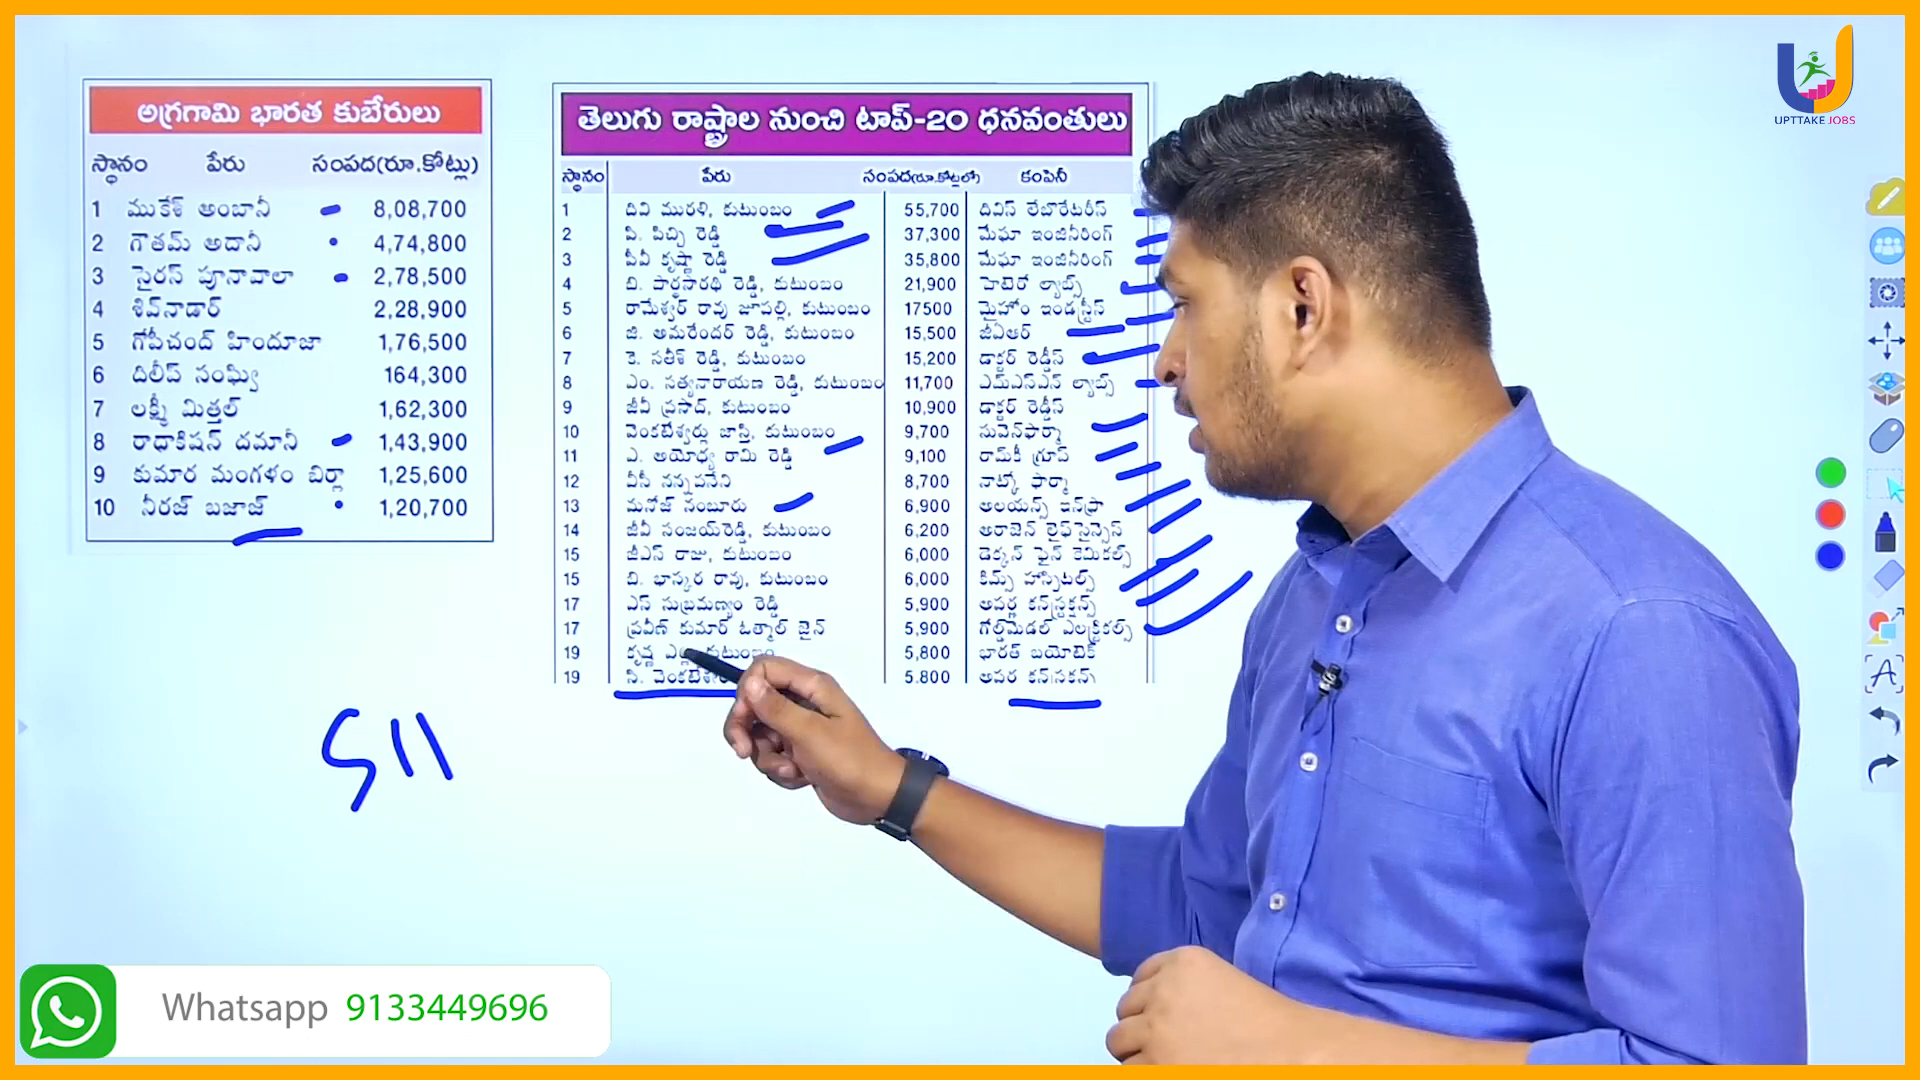 UPTTAKE JOBS
అగ్రగామి భారత కుబేరులు
స్థానం పేరు సంపద(రూ.కోట్లు)
1 ముకేశ్ అంబానీ 8,08,700
2 గౌతమ్ అదానీ 4,74,800
3 సైరస్ పూనావాలా 2,78,500
4 శివ్‌నాడార్ 2,28,900
5 గోపీచంద్ హిందూజా 1,76,500
6 దిలీప్ సంఘ్వి 164,300
7 లక్ష్మీ మిత్తల్ 1,62,300
8 రాధాకిషన్ దమానీ 1,43,900
9 కుమార మంగళం బిర్లా 1,25,600
10 నీరజ్ బజాజ్ 1,20,700
తెలుగు రాష్ట్రాల నుంచి టాప్-20 ధనవంతులు
స్థానం పేరు సంపద(రూ.కోట్లలో) కంపెనీ
1 దివి మురళి, కుటుంబం 55,700 దివిస్ లేబొరేటరీస్
2 పి. పిచ్చి రెడ్డి 37,300 మేఘా ఇంజినీరింగ్
3 పీవీ కృష్ణా రెడ్డి 35,800 మేఘా ఇంజినీరింగ్
4 బి. పార్థసారథి రెడ్డి, కుటుంబం 21,900 హెటెరో ల్యాబ్స్
5 రామేశ్వర్ రావు జూపల్లి, కుటుంబం 17500 మైహోం ఇండస్ట్రీస్
6 జి. అమరేందర్ రెడ్డి, కుటుంబం 15,500 జీఏఆర్
7 కె. సతీశ్ రెడ్డి, కుటుంబం 15,200 డాక్టర్ రెడ్డీస్
8 ఎం. సత్యనారాయణ రెడ్డి, కుటుంబం 11,700 ఎమ్ఎస్ఎన్ ల్యాబ్స్
9 జీవీ ప్రసాద్, కుటుంబం 10,900 డాక్టర్ రెడ్డీస్
10 వెంకటేశ్వర్లు జాస్తి, కుటుంబం 9,700 సువెన్‌ఫార్మా
11 ఎ. అయోధ్య రామి రెడ్డి 9,100 రామ్‌కీ గ్రూప్
12 వీసీ నన్నపనేని 8,700 నాట్కో ఫార్మా
13 మనోజ్ నంబూరు 6,900 అలయన్స్ ఇన్‌ఫ్రా
14 జీవీ సంజయ్‌రెడ్డి, కుటుంబం 6,200 అరాజెన్ లైఫ్‌సైన్సెస్
15 జీఎస్ రాజు, కుటుంబం 6,000 డెక్కన్ ఫైన్ కెమికల్స్
15 బి. భాస్కర రావు, కుటుంబం 6,000 కిమ్స్ హాస్పిటల్స్
17 ఎస్ సుబ్రమణ్యం రెడ్డి 5,900 అపర్ణ కన్‌స్ట్రక్షన్స్
17 ప్రవీణ్ కుమార్ ఓత్మాల్ జైన్ 5,900 గోల్డ్‌మెడల్ ఎలక్ట్రికల్స్
19 కృష్ణ కుటుంబం 5,800 భారత్ బయోటెక్
19 సి. 5.800
511
Whatsapp 9133449696